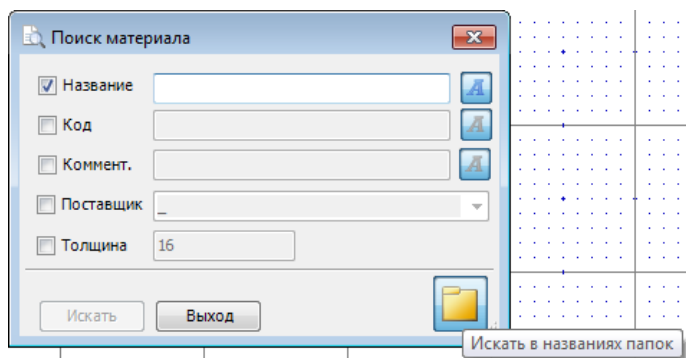 Поиск материала
Название
A
Код
A
Коммент.
A
Поставщик _
Толщина 16
Искать Выход
Искать в названиях папок